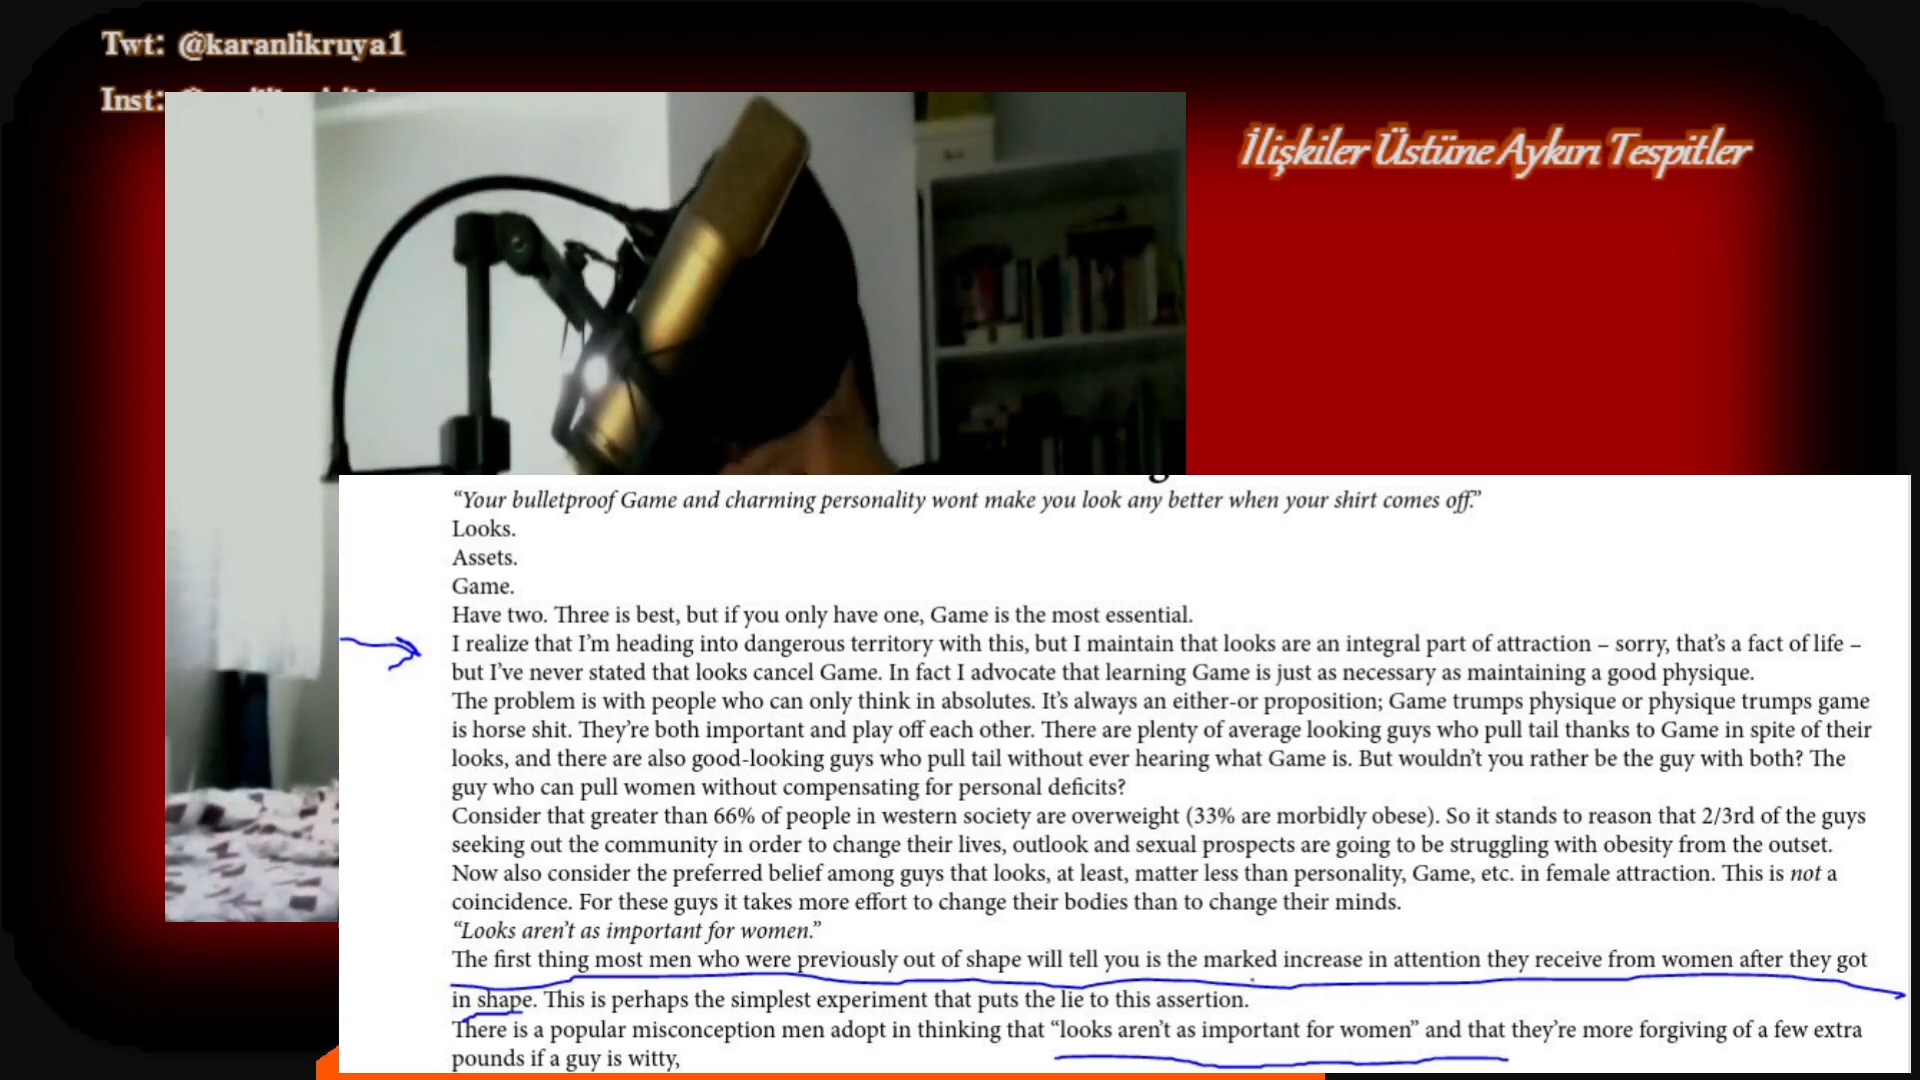 Twt: @karanlikruya1
Inst:
İlişkiler Üstüne Aykırı Tespitler
“Your bulletproof Game and charming personality wont make you look any better when your shirt comes off.”
Looks.
Assets.
Game.
Have two. Three is best, but if you only have one, Game is the most essential.
I realize that I’m heading into dangerous territory with this, but I maintain that looks are an integral part of attraction – sorry, that’s a fact of life –
but I’ve never stated that looks cancel Game. In fact I advocate that learning Game is just as necessary as maintaining a good physique.
The problem is with people who can only think in absolutes. It’s always an either-or proposition; Game trumps physique or physique trumps game
is horse shit. They’re both important and play off each other. There are plenty of average looking guys who pull tail thanks to Game in spite of their
looks, and there are also good-looking guys who pull tail without ever hearing what Game is. But wouldn’t you rather be the guy with both? The
guy who can pull women without compensating for personal deficits?
Consider that greater than 66% of people in western society are overweight (33% are morbidly obese). So it stands to reason that 2/3rd of the guys
seeking out the community in order to change their lives, outlook and sexual prospects are going to be struggling with obesity from the outset.
Now also consider the preferred belief among guys that looks, at least, matter less than personality, Game, etc. in female attraction. This is not a
coincidence. For these guys it takes more effort to change their bodies than to change their minds.
“Looks aren’t as important for women.”
The first thing most men who were previously out of shape will tell you is the marked increase in attention they receive from women after they got
in shape. This is perhaps the simplest experiment that puts the lie to this assertion.
There is a popular misconception men adopt in thinking that “looks aren’t as important for women” and that they’re more forgiving of a few extra
pounds if a guy is witty,